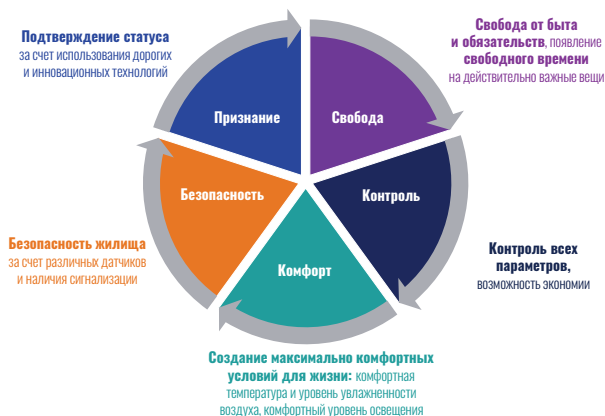 Подтверждение статуса
за счет использования дорогих
и инновационных технологий
Свобода от быта
и обязательств, появление
свободного времени
на действительно важные вещи
Признание
Свобода
Безопасность
Контроль
Комфорт
Безопасность жилища
за счет различных датчиков
и наличия сигнализации
Контроль всех
параметров,
возможность экономии
Создание максимально комфортных
условий для жизни: комфортная
температура и уровень увлаженности
воздуха, комфортный уровень освещения